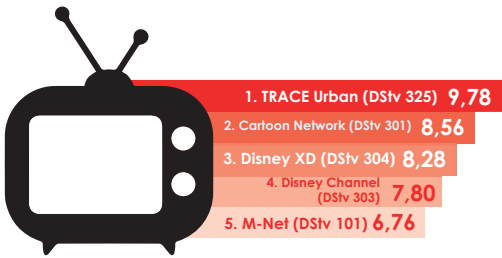 1. TRACE Urban (DStv 325) 9,78
2. Cartoon Network (DStv 301) 8,56
3. Disney XD (DStv 304) 8,28
4. Disney Channel
(DStv 303) 7,80
5. M-Net (DStv 101) 6,76